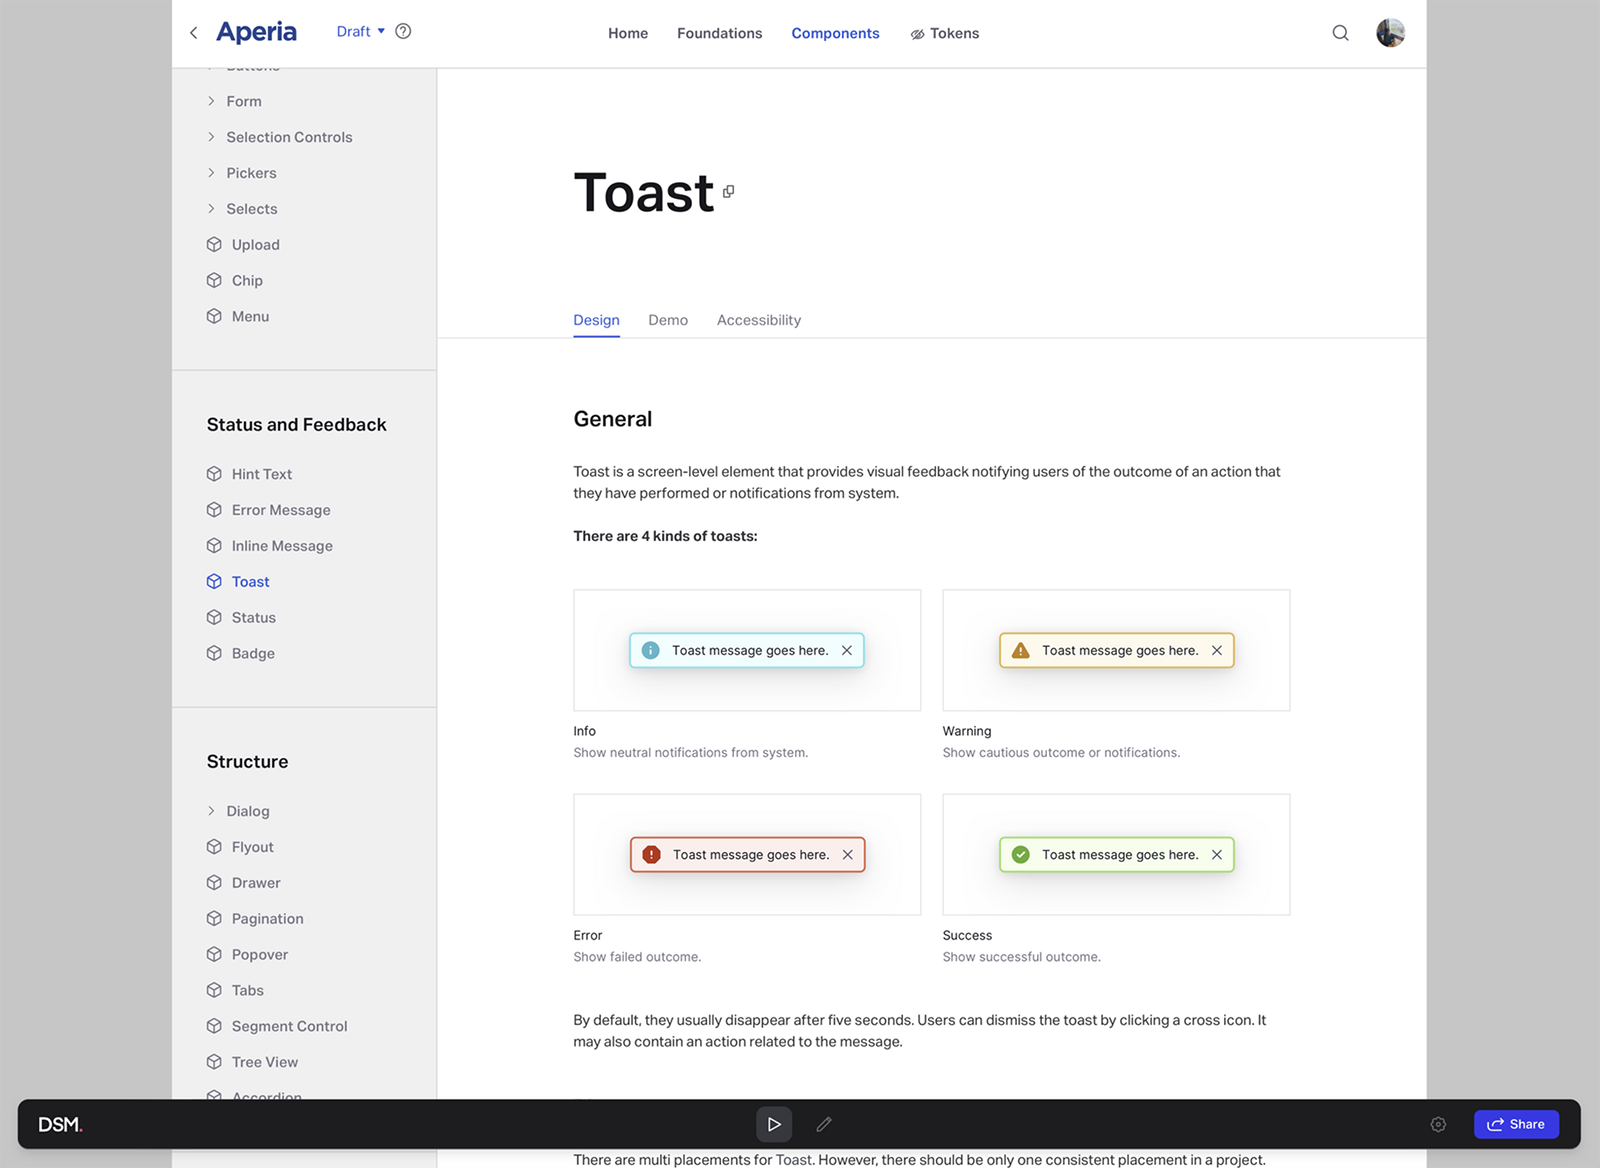 Aperia
Draft
Home
Foundations
Components
Tokens
Buttons
Form
Selection Controls
Pickers
Selects
Upload
Chip
Menu
Status and Feedback
Hint Text
Error Message
Inline Message
Toast
Status
Badge
Structure
Dialog
Flyout
Drawer
Pagination
Popover
Tabs
Segment Control
Tree View
Accordion
Toast
Design
Demo
Accessibility
General
Toast is a screen-level element that provides visual feedback notifying users of the outcome of an action that
they have performed or notifications from system.
There are 4 kinds of toasts:
Toast message goes here.
Info
Show neutral notifications from system.
Toast message goes here.
Warning
Show cautious outcome or notifications.
Toast message goes here.
Error
Show failed outcome.
Toast message goes here.
Success
Show successful outcome.
By default, they usually disappear after five seconds. Users can dismiss the toast by clicking a cross icon. It
may also contain an action related to the message.
DSM.
Share
There are multi placements for Toast. However, there should be only one consistent placement in a project.